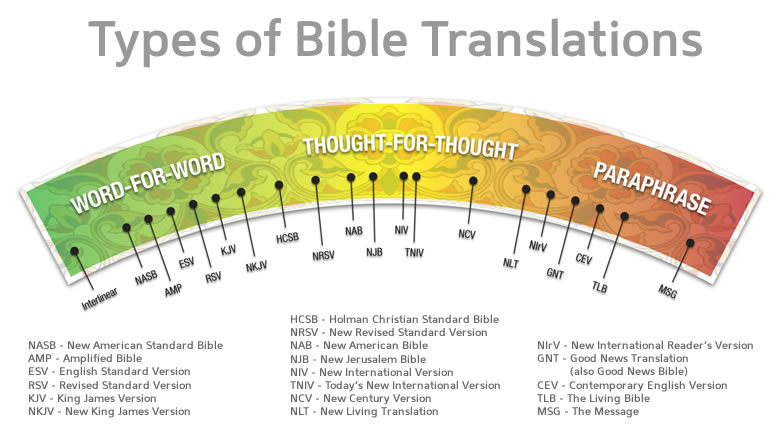 Types of Bible Translations
WORD-FOR-WORD
THOUGHT-FOR-THOUGHT
PARAPHRASE
Interlinear
NASB
AMP
ESV
RSV
KJV
NKJV
HCSB
NRSV
NAB
NJB
NIV
TNIV
NCV
NLT
NIrV
GNT
CEV
TLB
MSG
NASB - New American Standard Bible
AMP - Amplified Bible
ESV - English Standard Version
RSV - Revised Standard Version
KJV - King James Version
NKJV - New King James Version
HCSB - Holman Christian Standard Bible
NRSV - New Revised Standard Version
NAB - New American Bible
NJB - New Jerusalem Bible
NIV - New International Version
TNIV - Today's New International Version
NCV - New Century Version
NLT - New Living Translation
NIrV - New International Reader's Version
GNT - Good News Translation
(also Good News Bible)
CEV - Contemporary English Version
TLB - The Living Bible
MSG - The Message